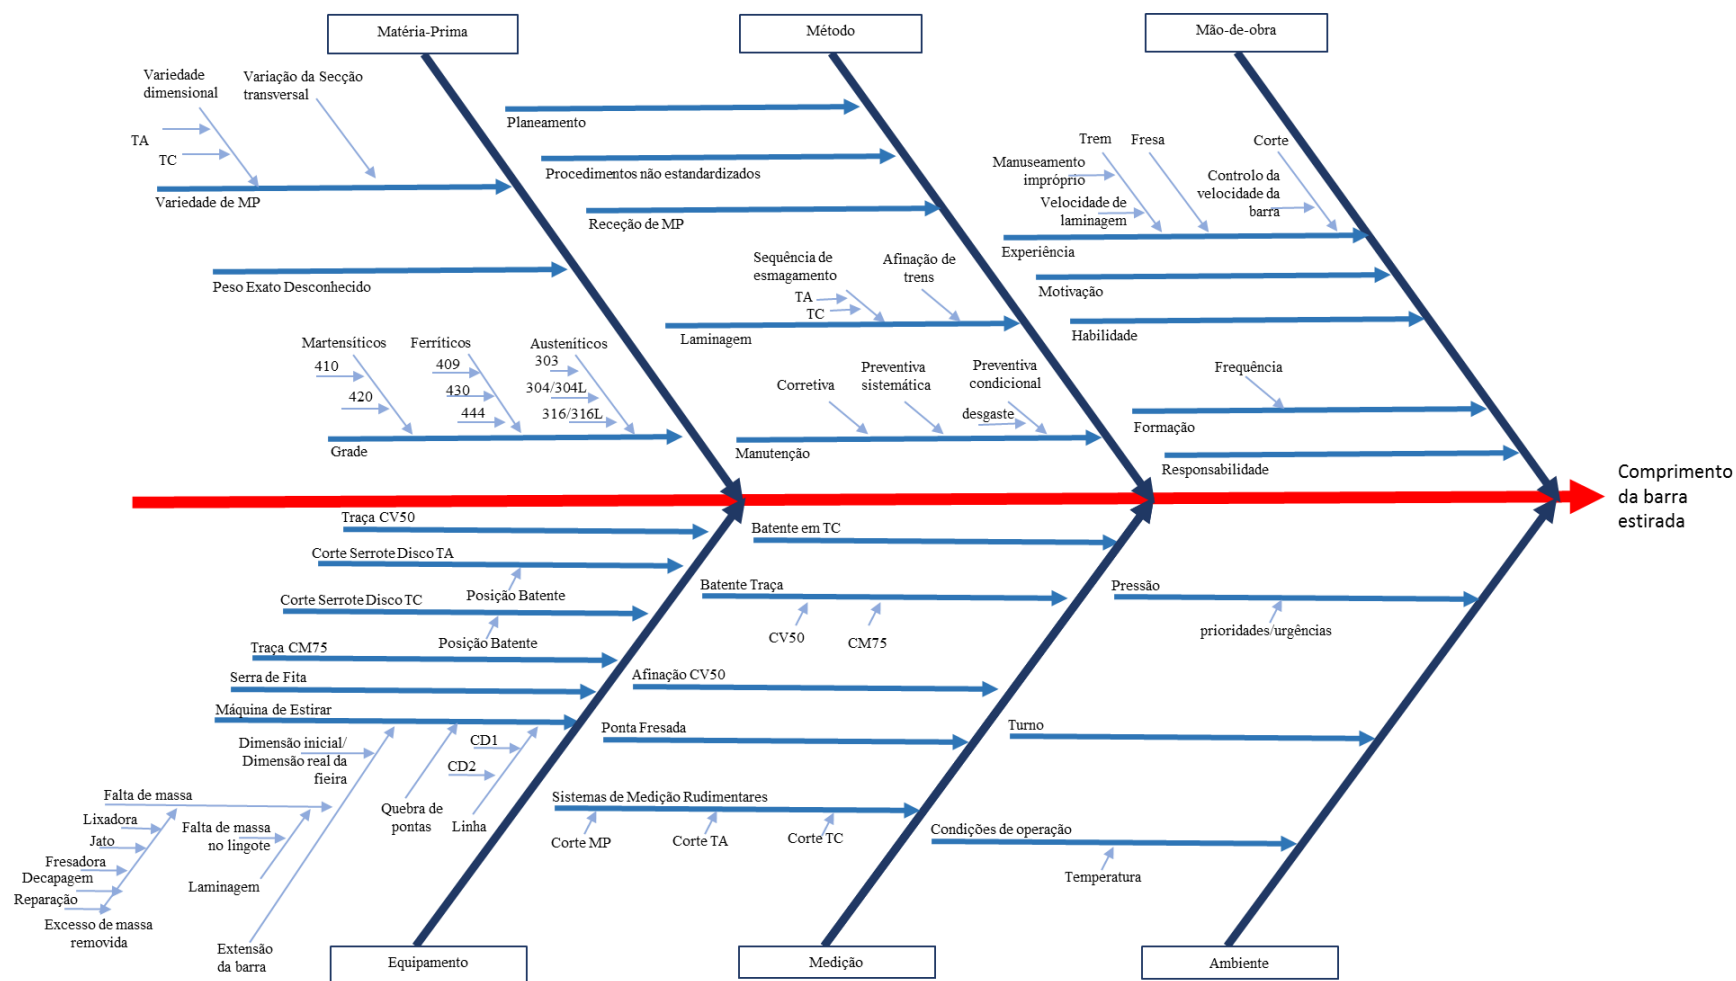 Matéria-Prima
Método
Mão-de-obra
Variedade
dimensional
Variação da Secção
transversal
TA
TC
Variedade de MP
Peso Exato Desconhecido
Martensíticos
410
420
Ferríticos
409
430
444
Austeníticos
303
304/304L
316/316L
Grade
Planeamento
Procedimentos não estandardizados
Receção de MP
Sequência de
esmagamento
TA
TC
Afinação de
trens
Laminagem
Corretiva
Preventiva
sistemática
Preventiva
condicional
desgaste
Manutenção
Trem
Fresa
Corte
Manuseamento
impróprio
Velocidade de
laminagem
Controlo da
velocidade da
barra
Experiência
Motivação
Habilidade
Frequência
Formação
Responsabilidade
Comprimento
da barra
estirada
Traça CV50
Corte Serrote Disco TA
Posição Batente
Corte Serrote Disco TC
Posição Batente
Traça CM75
Serra de Fita
Máquina de Estirar
Dimensão inicial/
Dimensão real da
fieira
Quebra de
pontas
CD1
CD2
Linha
Falta de massa
Lixadora
Jato
Fresadora
Decapagem
Reparação
Excesso de massa
removida
Falta de massa
no lingote
Laminagem
Extensão
da barra
Batente em TC
Batente Traça
CV50
CM75
Afinação CV50
Ponta Fresada
Sistemas de Medição Rudimentares
Corte MP
Corte TA
Corte TC
Pressão
prioridades/urgências
Turno
Condições de operação
Temperatura
Equipamento
Medição
Ambiente